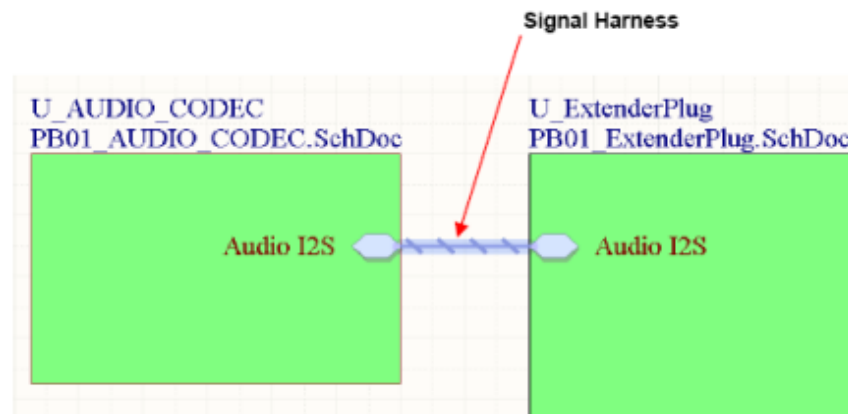 Signal Harness
U_AUDIO_CODEC
PB01_AUDIO_CODEC.SchDoc
U_ExtenderPlug
PB01_ExtenderPlug.SchDoc
Audio I2S
Audio I2S